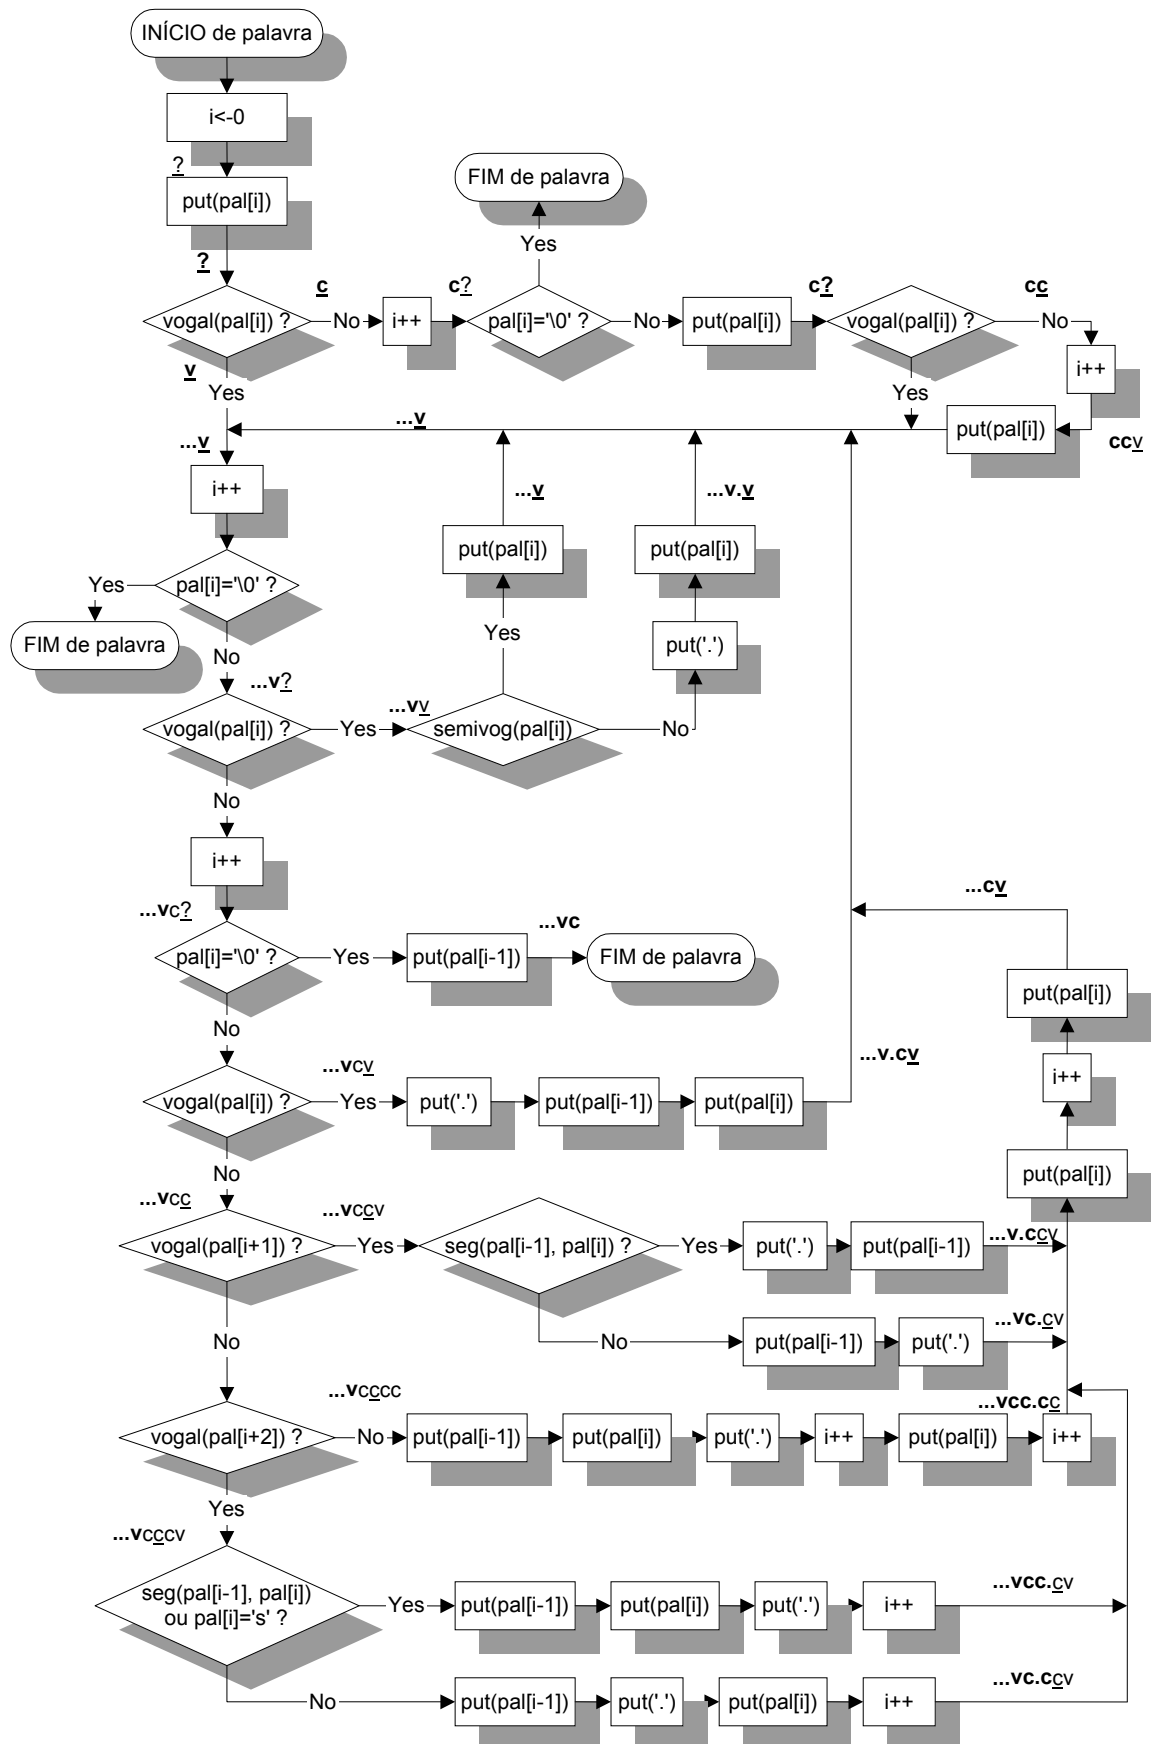 INÍCIO de palavra
i<-0
?
put(pal[i])
FIM de palavra
Yes
?
c
c?
c?
cc
vogal(pal[i]) ?
No
i++
pal[i]='\0' ?
No
put(pal[i])
vogal(pal[i]) ?
No
i++
v
Yes
Yes
...v
put(pal[i])
ccv
...v
i++
...v
...v.v
put(pal[i])
put(pal[i])
Yes
pal[i]='\0' ?
FIM de palavra
Yes
put('.')
No
...v?
...vv
vogal(pal[i]) ?
Yes
semivog(pal[i])
No
No
i++
...cv
...vc?
...vc
pal[i]='\0' ?
Yes
put(pal[i-1])
FIM de palavra
put(pal[i])
No
...v.cv
...vcv
i++
vogal(pal[i]) ?
Yes
put('.')
put(pal[i-1])
put(pal[i])
No
...vcc
...vccv
put(pal[i])
vogal(pal[i+1]) ?
Yes
seg(pal[i-1], pal[i]) ?
Yes
put('.')
put(pal[i-1])
...v.ccv
No
No
put(pal[i-1])
put('.')
...vc.cv
...vcccc
...vcc.cc
vogal(pal[i+2]) ?
No
put(pal[i-1])
put(pal[i])
put('.')
i++
put(pal[i])
i++
Yes
...vcccv
seg(pal[i-1], pal[i])
ou pal[i]='s' ?
Yes
put(pal[i-1])
put(pal[i])
put('.')
i++
...vcc.cv
No
put(pal[i-1])
put('.')
put(pal[i])
i++
...vc.ccv